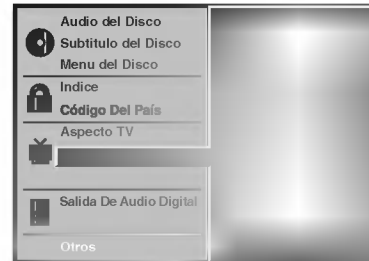 Audio del Disco
Subtitulo del Disco
Menu del Disco
Indice
Código Del País
Aspecto TV
Salida De Audio Digital
Otros